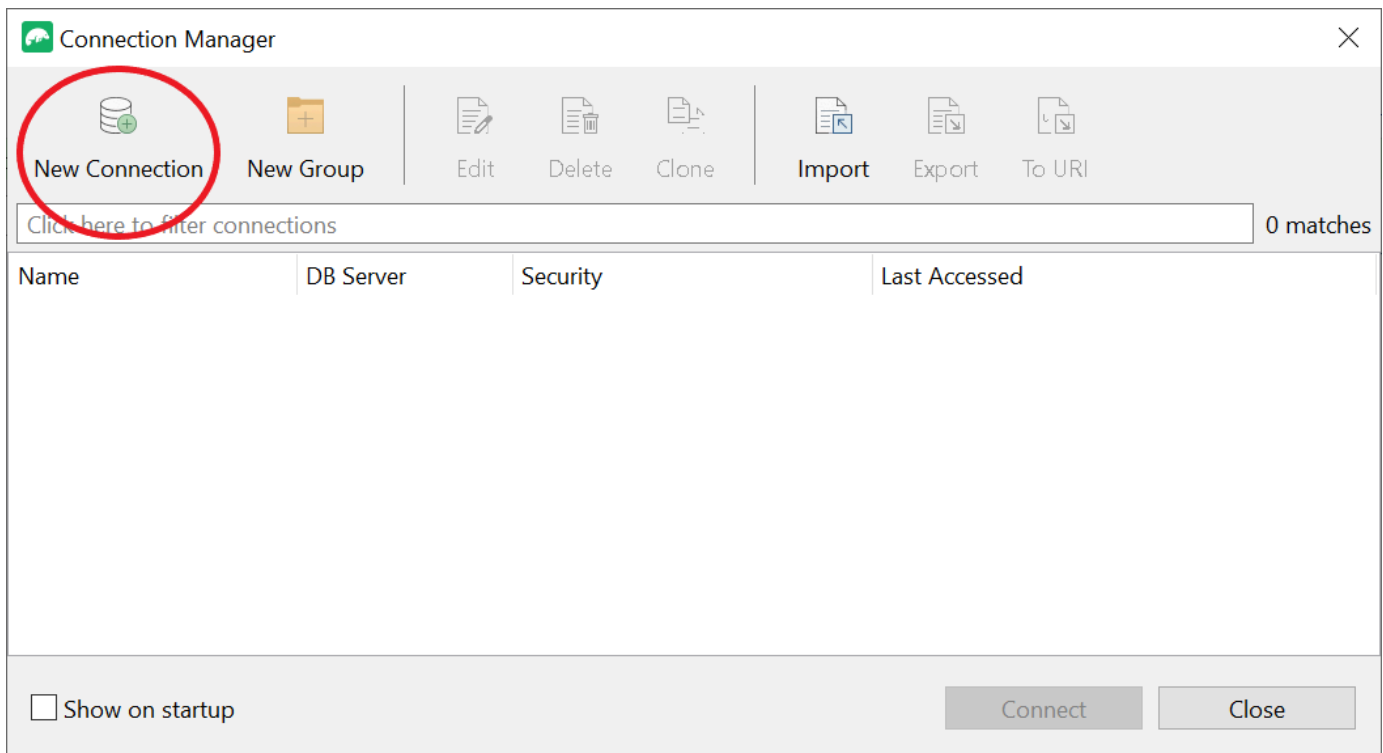 Connection Manager
New Connection New Group Edit Delete Clone Import Export To URI
Click here to filter connections 0 matches
Name DB Server Security Last Accessed
Show on startup Connect Close